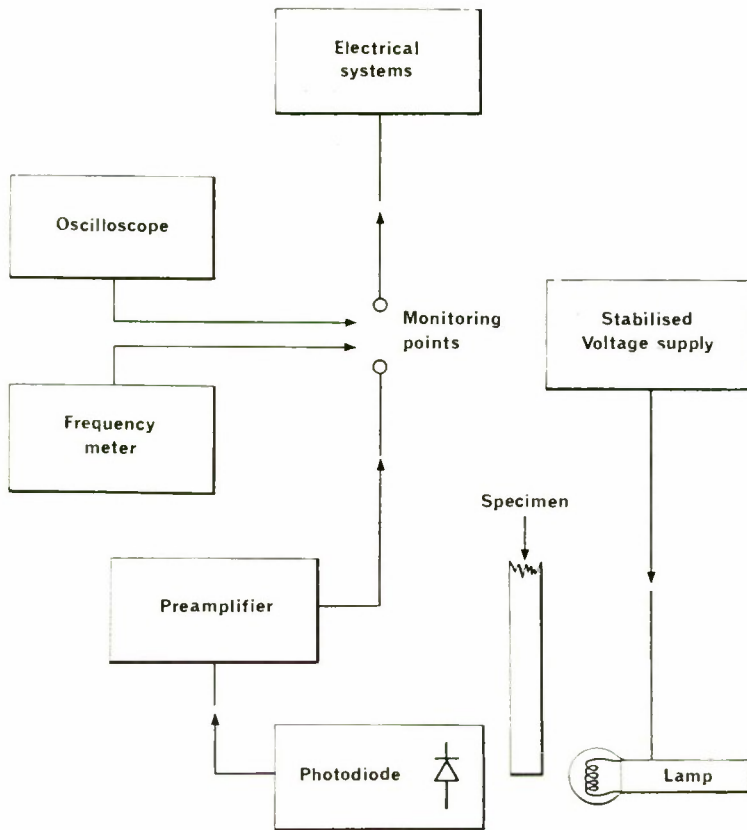 Electrical
systems
Oscilloscope
Monitoring
points
Stabilised
Voltage supply
Frequency
meter
Specimen
Preamplifier
Photodiode
Lamp